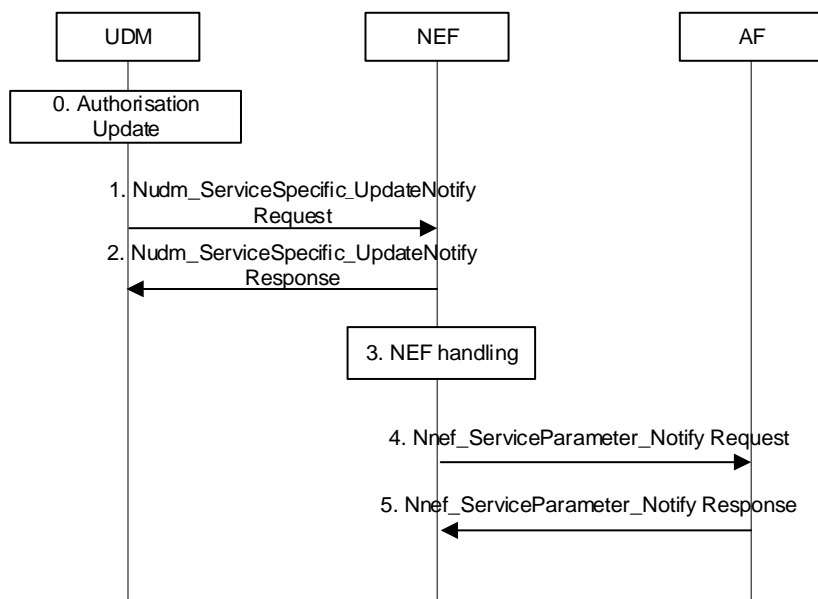 UDM
NEF
AF
0. Authorisation
Update
1. Nudm_ServiceSpecific_UpdateNotify
Request
2. Nudm_ServiceSpecific_UpdateNotify
Response
3. NEF handling
4. Nnef_ServiceParameter_Notify Request
5. Nnef_ServiceParameter_Notify Response